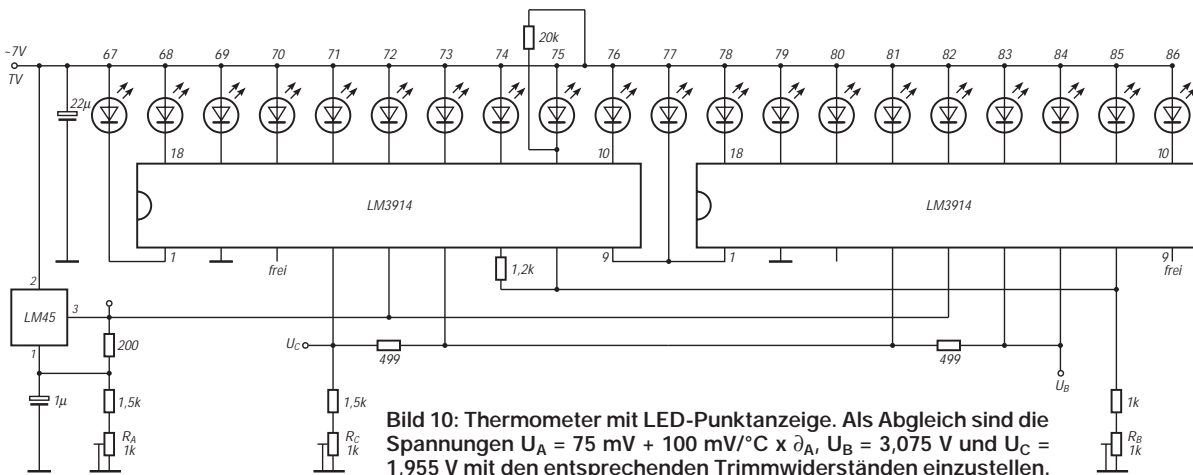 20k
~7V
TV
67 68 69 70 71 72 73 74 75 76 77 78 79 80 81 82 83 84 85 86
22µ
18 10 18 10
LM3914 LM3914
1 9 1 9
frei 1,2k frei
2
LM45 3
1 200
U_C 499 499
U_B
1µ 1,5k 1,5k 1k
R_A 1k R_C 1k R_B 1k
Bild 10: Thermometer mit LED-Punktanzeige. Als Abgleich sind die
Spannungen U_A = 75 mV + 100 mV/°C x ∂_A, U_B = 3,075 V und U_C =
1,955 V mit den entsprechenden Trimmwiderständen einzustellen.